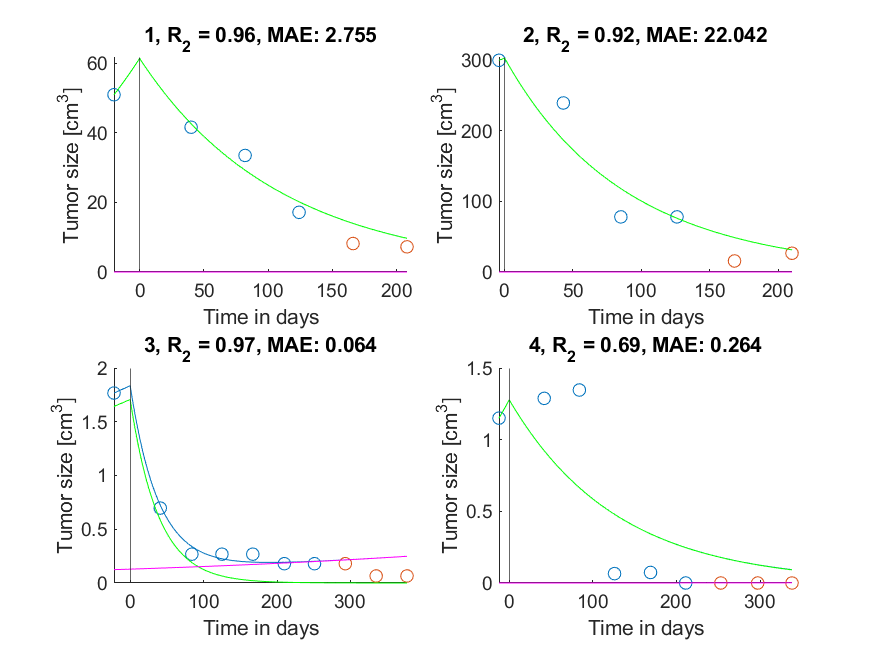 1, R2 = 0.96, MAE: 2.755
Tumor size [cm3]
60
40
20
0
0
50
100
150
200
Time in days
2, R2 = 0.92, MAE: 22.042
Tumor size [cm3]
300
200
100
0
0
50
100
150
200
Time in days
3, R2 = 0.97, MAE: 0.064
Tumor size [cm3]
2
1.5
1
0.5
0
0
100
200
300
Time in days
4, R2 = 0.69, MAE: 0.264
Tumor size [cm3]
1.5
1
0.5
0
0
100
200
300
Time in days